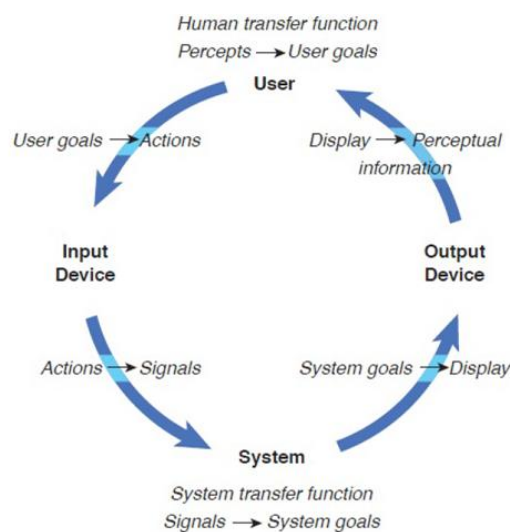 Human transfer function
Percepts → User goals
User
User goals → Actions
Display → Perceptual
information
Input
Device
Output
Device
Actions → Signals
System goals → Display
System
System transfer function
Signals → System goals